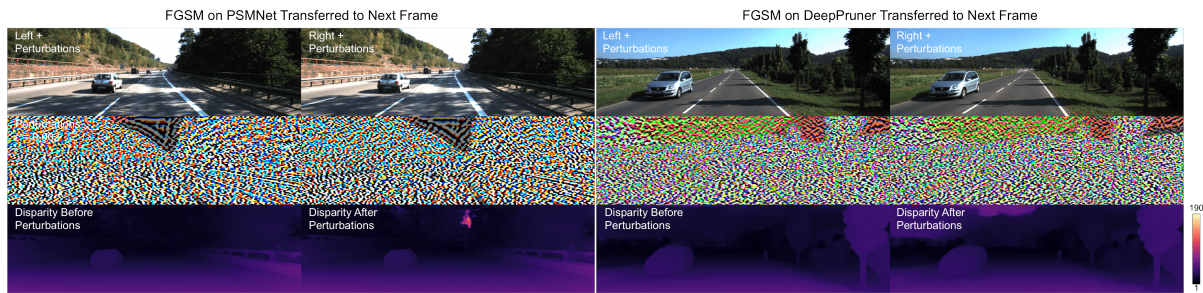 FGSM on PSMNet Transferred to Next Frame
FGSM on DeepPruner Transferred to Next Frame
Left +
Perturbations
Right +
Perturbations
Left +
Perturbations
Right +
Perturbations
Disparity Before
Perturbations
Disparity After
Perturbations
Disparity Before
Perturbations
Disparity After
Perturbations
190
1